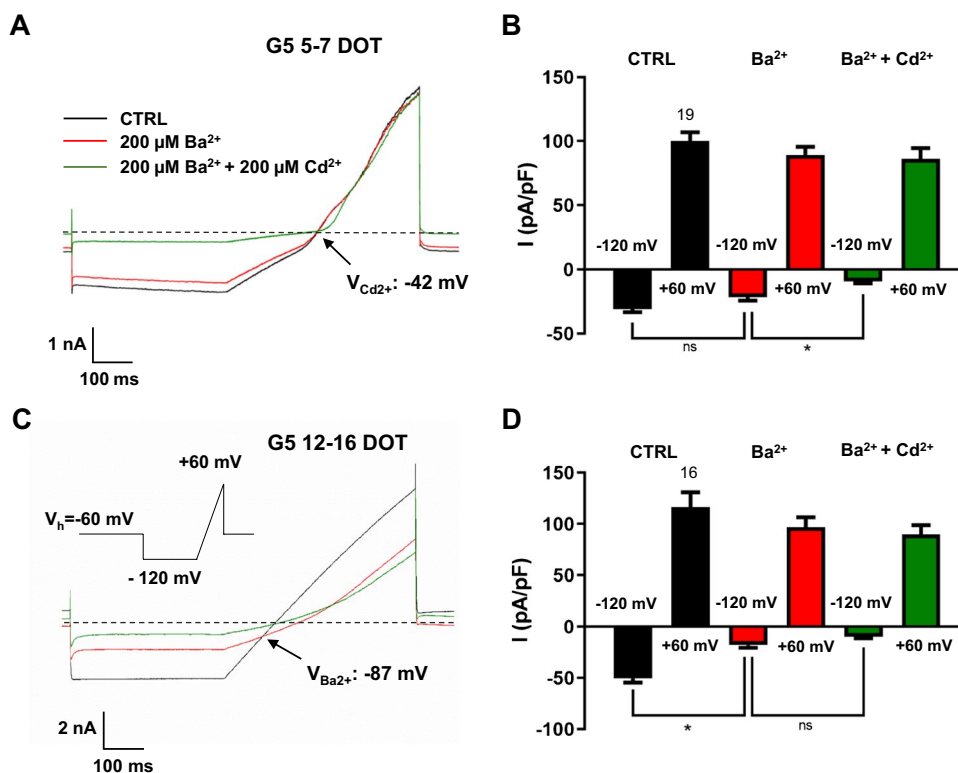 A
G5 5-7 DOT
CTRL
200 µM Ba²⁺
200 µM Ba²⁺ + 200 µM Cd²⁺
V_Cd2+: -42 mV
1 nA
100 ms
B
CTRL Ba²⁺ Ba²⁺ + Cd²⁺
I (pA/pF)
150
100
50
0
-50
19
-120 mV -120 mV -120 mV
+60 mV +60 mV +60 mV
ns *
C
G5 12-16 DOT
+60 mV
V_h=-60 mV
- 120 mV
V_Ba2+: -87 mV
2 nA
100 ms
D
CTRL Ba²⁺ Ba²⁺ + Cd²⁺
I (pA/pF)
150
100
50
0
-50
-100
16
-120 mV -120 mV -120 mV
+60 mV +60 mV +60 mV
* ns